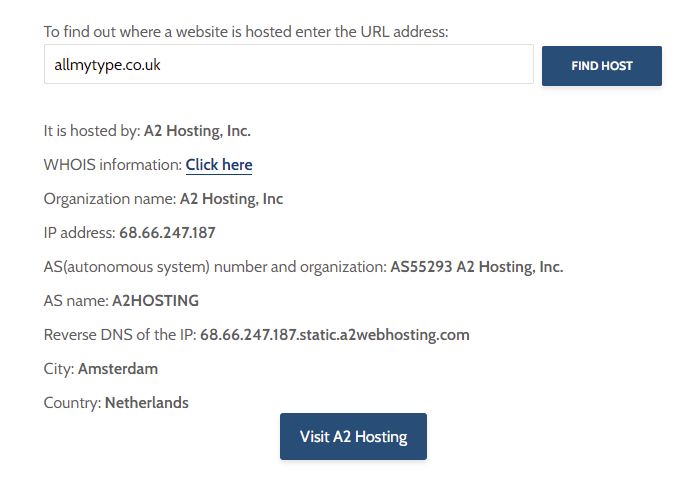 To find out where a website is hosted enter the URL address:
allmytype.co.uk
FIND HOST
It is hosted by: A2 Hosting, Inc.
WHOIS information: Click here
Organization name: A2 Hosting, Inc
IP address: 68.66.247.187
AS(autonomous system) number and organization: AS55293 A2 Hosting, Inc.
AS name: A2HOSTING
Reverse DNS of the IP: 68.66.247.187.static.a2webhosting.com
City: Amsterdam
Country: Netherlands
Visit A2 Hosting